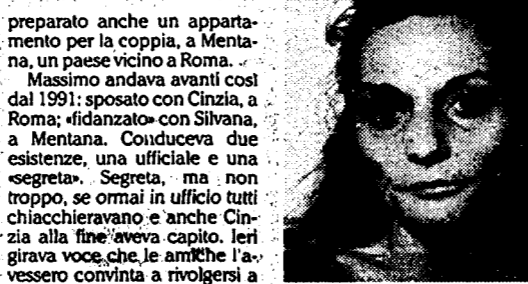 preparato anche un apparta-
mento per la coppia, a Menta-
na, un paese vicino a Roma.
Massimo andava avanti così
dal 1991: sposato con Cinzia, a
Roma; «fidanzato» con Silvana,
a Mentana. Conduceva due
esistenze, una ufficiale e una
«segreta». Segreta, ma non
troppo, se ormai in ufficio tutti
chiacchieravano e anche Cin-
zia alla fine aveva capito. Ieri
girava voce che le amiche l'a-
vessero convinta a rivolgersi a